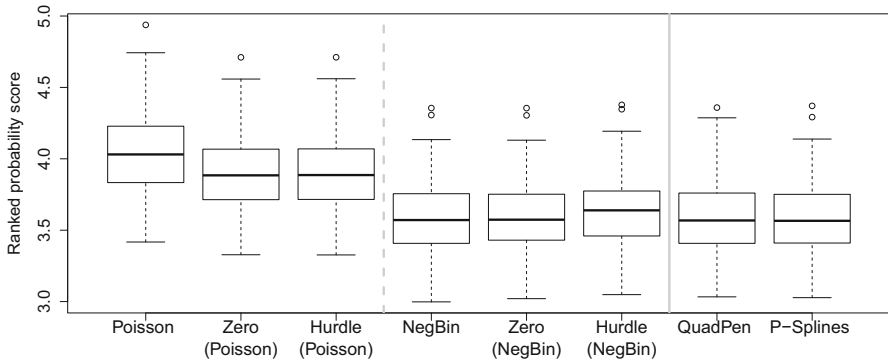 Ranked probability score
5.0
4.5
4.0
3.5
3.0
Poisson
Zero
(Poisson)
Hurdle
(Poisson)
NegBin
Zero
(NegBin)
Hurdle
(NegBin)
QuadPen
P−Splines